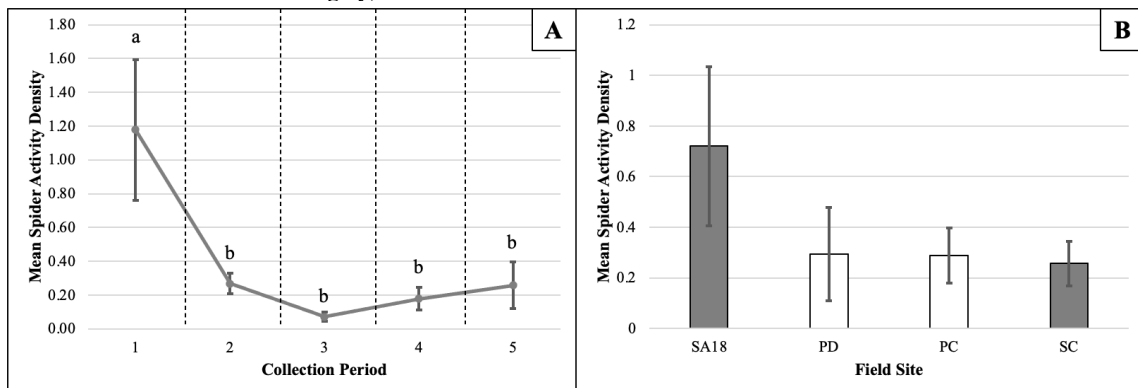 A
Mean Spider Activity Density
1.80
1.60
1.40
1.20
1.00
0.80
0.60
0.40
0.20
0.00
a
b
b
b
b
1 2 3 4 5
Collection Period
B
Mean Spider Activity Density
1.2
1
0.8
0.6
0.4
0.2
0
SA18 PD PC SC
Field Site